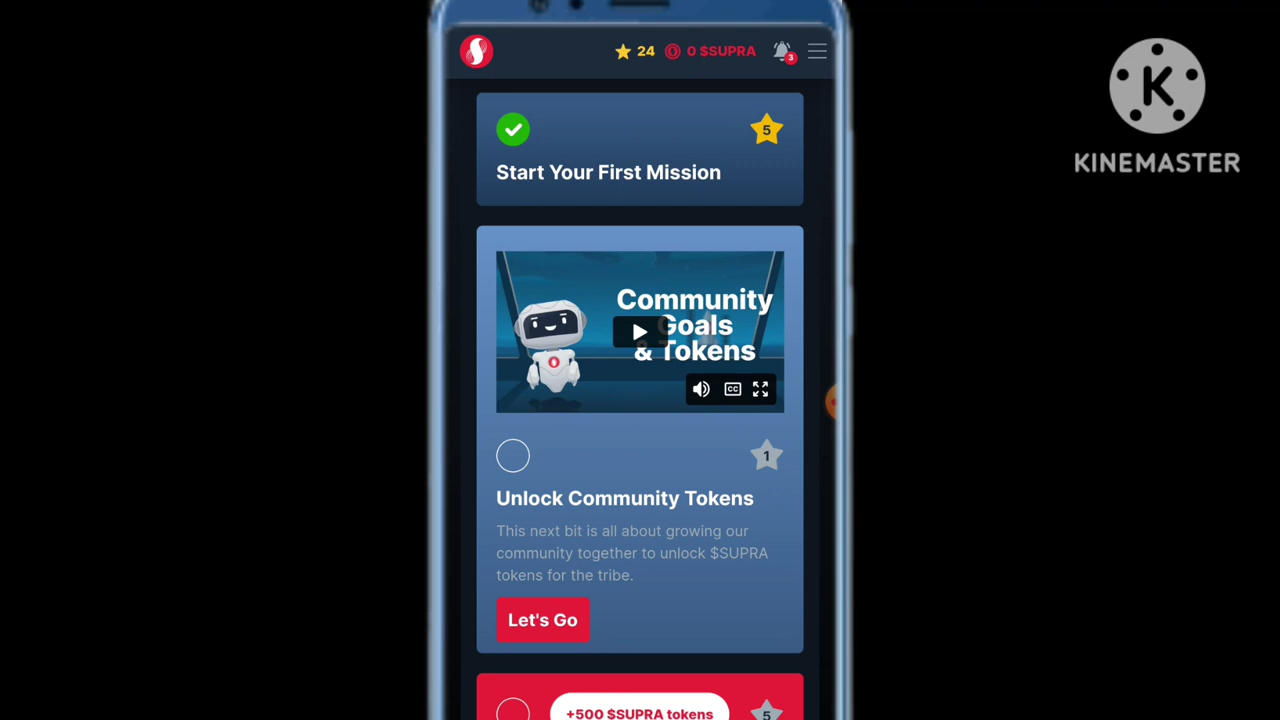 24 0 $SUPRA 3
5
Start Your First Mission
Community
Goals
& Tokens
CC
1
Unlock Community Tokens
This next bit is all about growing our
community together to unlock $SUPRA
tokens for the tribe.
Let's Go
+500 $SUPRA tokens
5
K
KINEMASTER